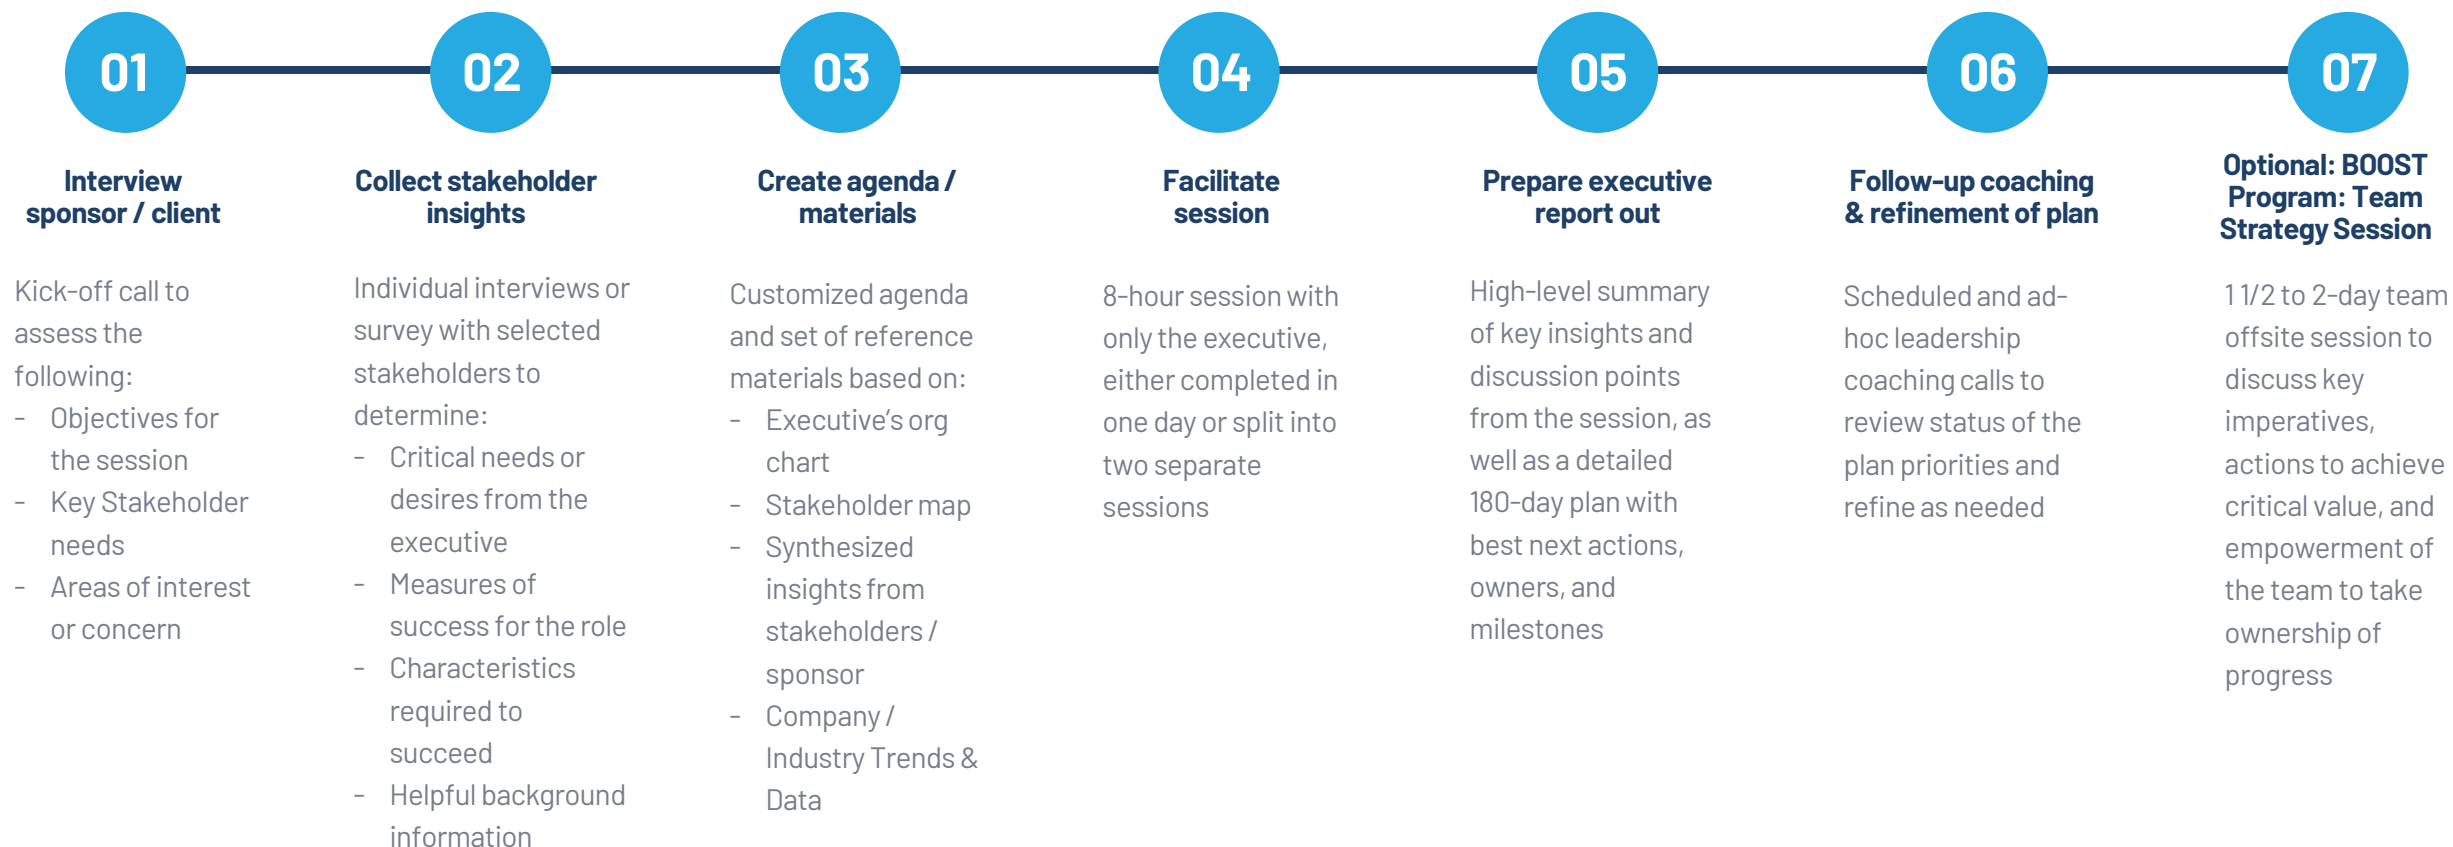 01
02
03
04
05
06
07
Interview
sponsor / client
Kick-off call to
assess the
following:
- Objectives for
the session
- Key Stakeholder
needs
- Areas of interest
or concern
Collect stakeholder
insights
Individual interviews or
survey with selected
stakeholders to
determine:
- Critical needs or
desires from the
executive
- Measures of
success for the role
- Characteristics
required to
succeed
- Helpful background
information
Create agenda /
materials
Customized agenda
and set of reference
materials based on:
- Executive’s org
chart
- Stakeholder map
- Synthesized
insights from
stakeholders /
sponsor
- Company /
Industry Trends &
Data
Facilitate
session
8-hour session with
only the executive,
either completed in
one day or split into
two separate
sessions
Prepare executive
report out
High-level summary
of key insights and
discussion points
from the session, as
well as a detailed
180-day plan with
best next actions,
owners, and
milestones
Follow-up coaching
& refinement of plan
Scheduled and ad-
hoc leadership
coaching calls to
review status of the
plan priorities and
refine as needed
Optional: BOOST
Program: Team
Strategy Session
1 1/2 to 2-day team
offsite session to
discuss key
imperatives,
actions to achieve
critical value, and
empowerment of
the team to take
ownership of
progress